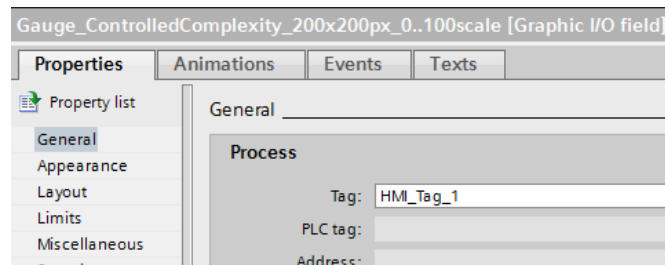 Gauge_ControlledComplexity_200x200px_0..100scale [Graphic I/O field]
Properties Animations Events Texts
Property list
General
General
Process
Appearance
Layout
Tag: HMI_Tag_1
Limits
PLC tag:
Miscellaneous
Address: